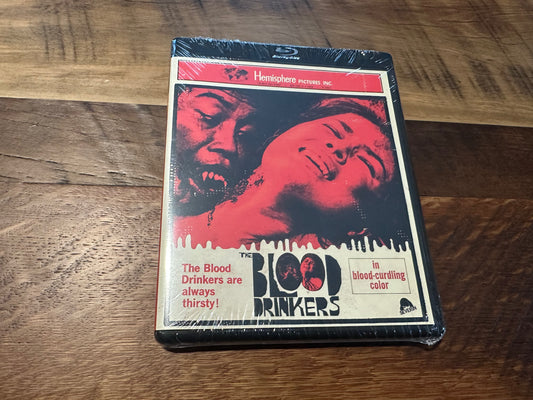 Blu-ray Disc
Hemisphere PICTURES, INC.
THE
BLOOD
DRINKERS
The Blood
Drinkers are
always
thirsty!
in
blood-curdling
color